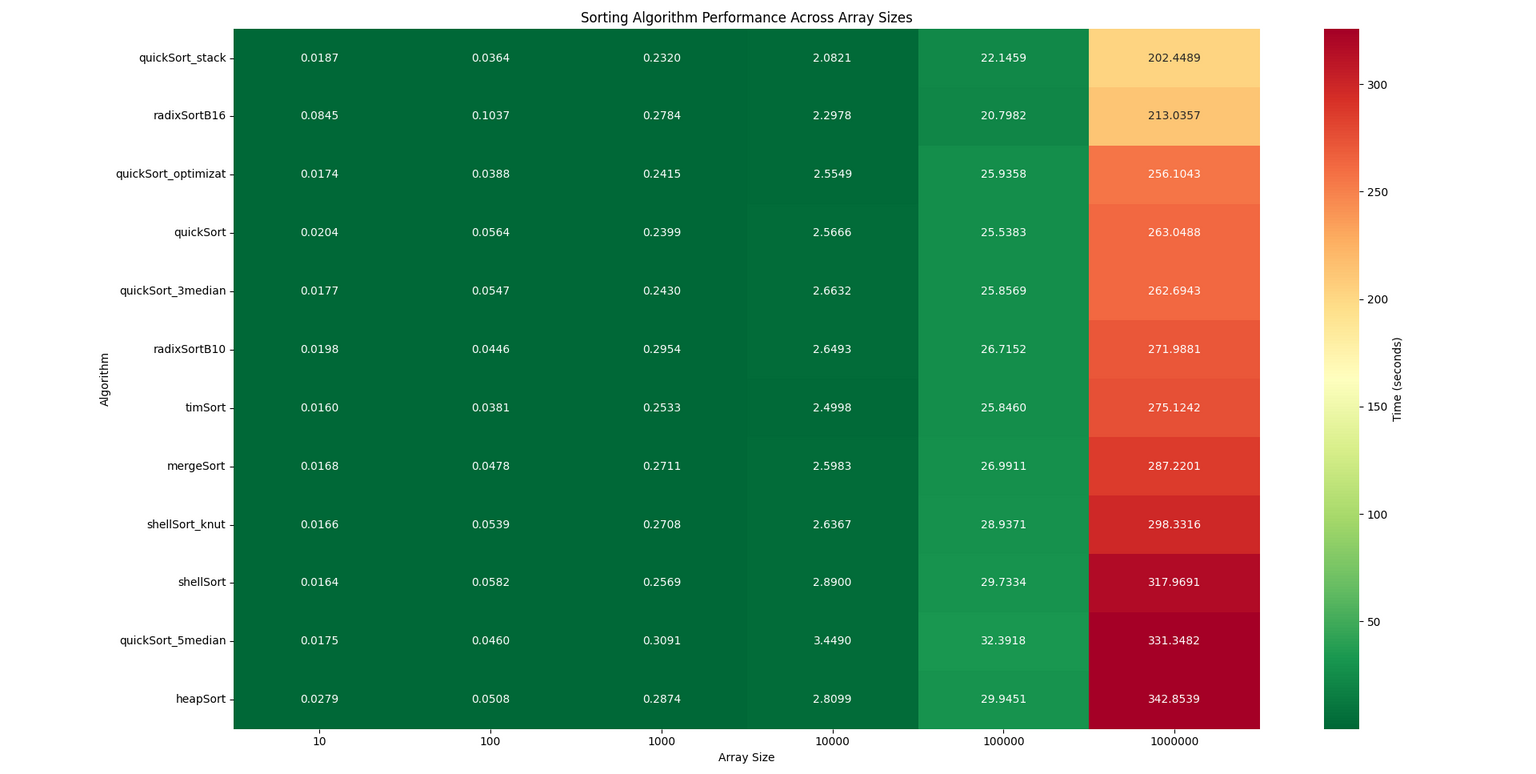 Sorting Algorithm Performance Across Array Sizes
quickSort_stack 0.0187 0.0364 0.2320 2.0821 22.1459 202.4489
radixSortB16 0.0845 0.1037 0.2784 2.2978 20.7982 213.0357
quickSort_optimizat 0.0174 0.0388 0.2415 2.5549 25.9358 256.1043
quickSort 0.0204 0.0564 0.2399 2.5666 25.5383 263.0488
quickSort_3median 0.0177 0.0547 0.2430 2.6632 25.8569 262.6943
radixSortB10 0.0198 0.0446 0.2954 2.6493 26.7152 271.9881
timSort 0.0160 0.0381 0.2533 2.4998 25.8460 275.1242
mergeSort 0.0168 0.0478 0.2711 2.5983 26.9911 287.2201
shellSort_knut 0.0166 0.0539 0.2708 2.6367 28.9371 298.3316
shellSort 0.0164 0.0582 0.2569 2.8900 29.7334 317.9691
quickSort_5median 0.0175 0.0460 0.3091 3.4490 32.3918 331.3482
heapSort 0.0279 0.0508 0.2874 2.8099 29.9451 342.8539
10 100 1000 10000 100000 1000000
Array Size
Algorithm
300
250
200
150
100
50
Time (seconds)